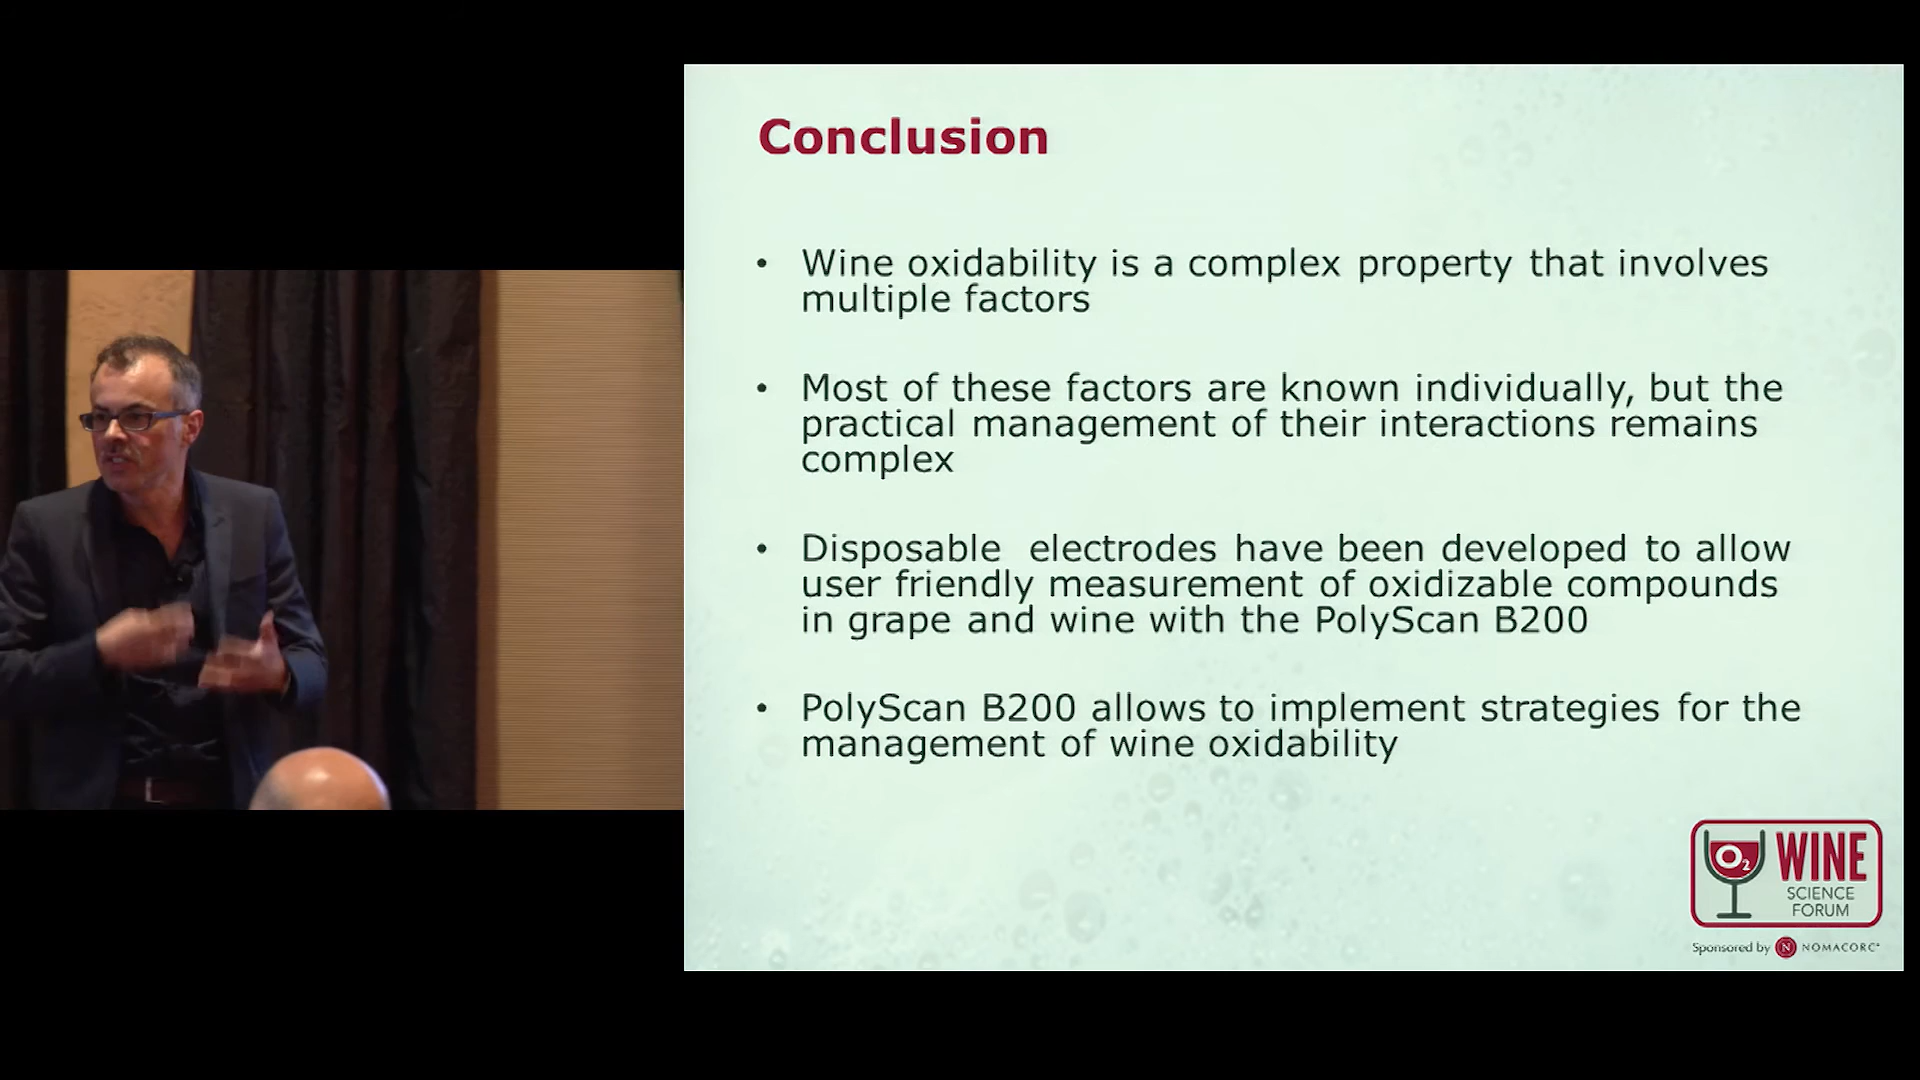 Conclusion
• Wine oxidability is a complex property that involves
multiple factors
• Most of these factors are known individually, but the
practical management of their interactions remains
complex
• Disposable electrodes have been developed to allow
user friendly measurement of oxidizable compounds
in grape and wine with the PolyScan B200
• PolyScan B200 allows to implement strategies for the
management of wine oxidability
O2 WINE
SCIENCE
FORUM
Sponsored by N NOMACORC